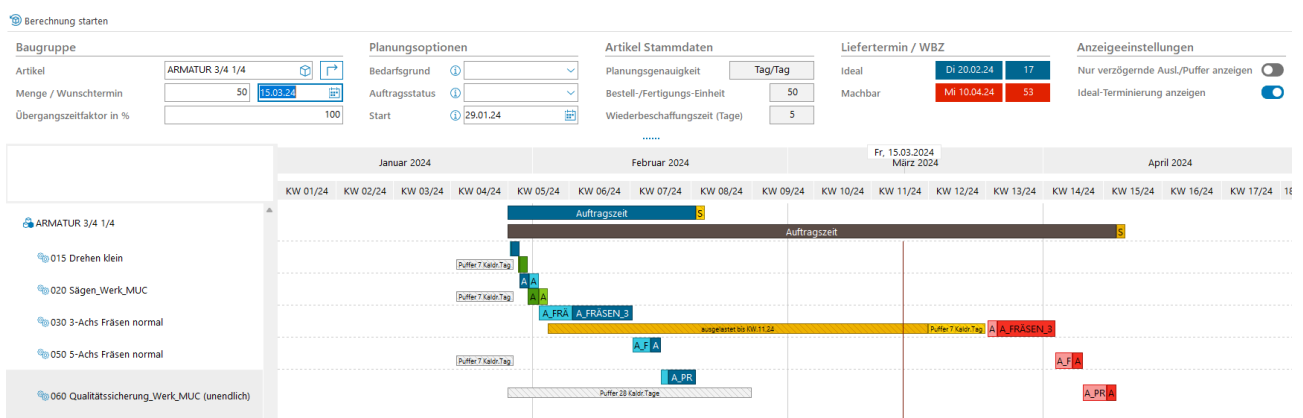 Berechnung starten
Baugruppe
Planungsoptionen
Artikel Stammdaten
Liefertermin / WBZ
Anzeigeeinstellungen
Artikel ARMATUR 3/4 1/4
Bedarfsgrund
Planungsgenauigkeit Tag/Tag
Ideal Di 20.02.24 17
Nur verzögernde Ausl./Puffer anzeigen
Menge / Wunschtermin 50 15.03.24
Auftragsstatus
Bestell-/Fertigungs-Einheit 50
Machbar Mi 10.04.24 53
Ideal-Terminierung anzeigen
Übergangszeitfaktor in % 100
Start 29.01.24
Wiederbeschaffungszeit (Tage) 5
Fr, 15.03.2024
Januar 2024 Februar 2024 März 2024 April 2024
KW 01/24 KW 02/24 KW 03/24 KW 04/24 KW 05/24 KW 06/24 KW 07/24 KW 08/24 KW 09/24 KW 10/24 KW 11/24 KW 12/24 KW 13/24 KW 14/24 KW 15/24 KW 16/24 KW 17/24 18
Auftragszeit S
ARMATUR 3/4 1/4
Auftragszeit S
015 Drehen klein
Puffer 7 Kaldr.Tag
A A
020 Sägen_Werk_MUC
Puffer 7 Kaldr.Tag A A
A_FRÄ A_FRÄSEN_3
030 3-Achs Fräsen normal
ausgelastet bis KW.11.24 Puffer 7 Kaldr.Tag A A_FRÄSEN_3
A_F A
050 5-Achs Fräsen normal
Puffer 7 Kaldr.Tag A_F A
A_PR
060 Qualitätssicherung_Werk_MUC (unendlich)
Puffer 28 Kaldr.Tage A_PR A